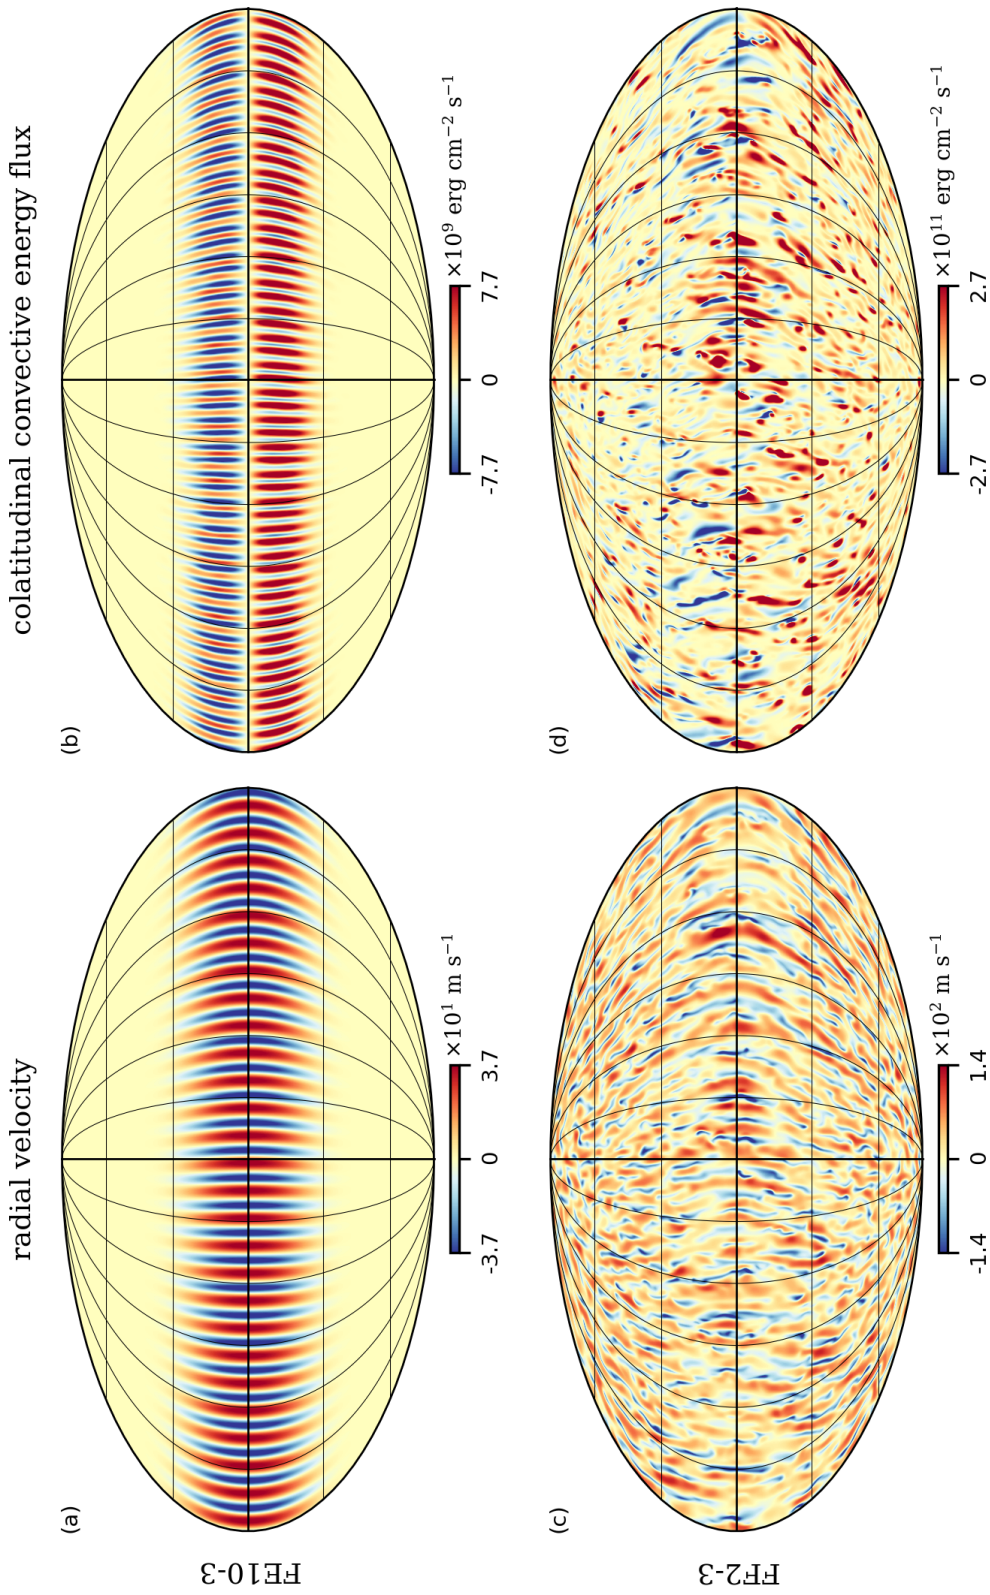 radial velocity
colatitudinal convective energy flux
FE10-3
(a)
(b)
-3.7 0 3.7 ×10¹ m s⁻¹
-7.7 0 7.7 ×10⁹ erg cm⁻² s⁻¹
FF2-3
(c)
(d)
-1.4 0 1.4 ×10² m s⁻¹
-2.7 0 2.7 ×10¹¹ erg cm⁻² s⁻¹